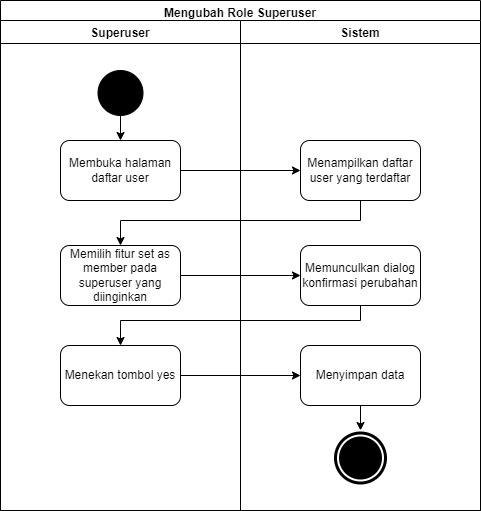 Mengubah Role Superuser
Superuser
Sistem
Membuka halaman
daftar user
Menampilkan daftar
user yang terdaftar
Memilih fitur set as
member pada
superuser yang
diinginkan
Memunculkan dialog
konfirmasi perubahan
Menekan tombol yes
Menyimpan data